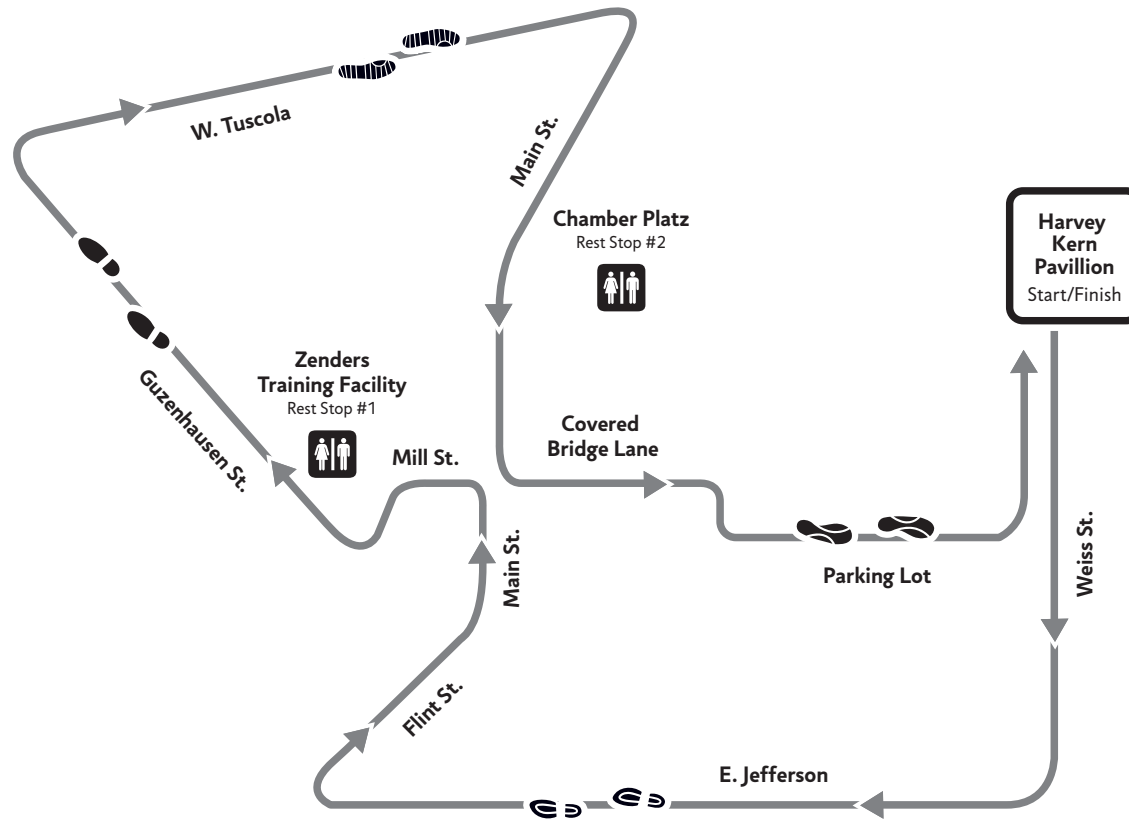 W. Tuscola
Main St.
Chamber Platz
Rest Stop #2
Harvey
Kern
Pavillion
Start/Finish
Zenders
Training Facility
Rest Stop #1
Guzenhausen St.
Mill St.
Covered
Bridge Lane
Main St.
Parking Lot
Weiss St.
Flint St.
E. Jefferson